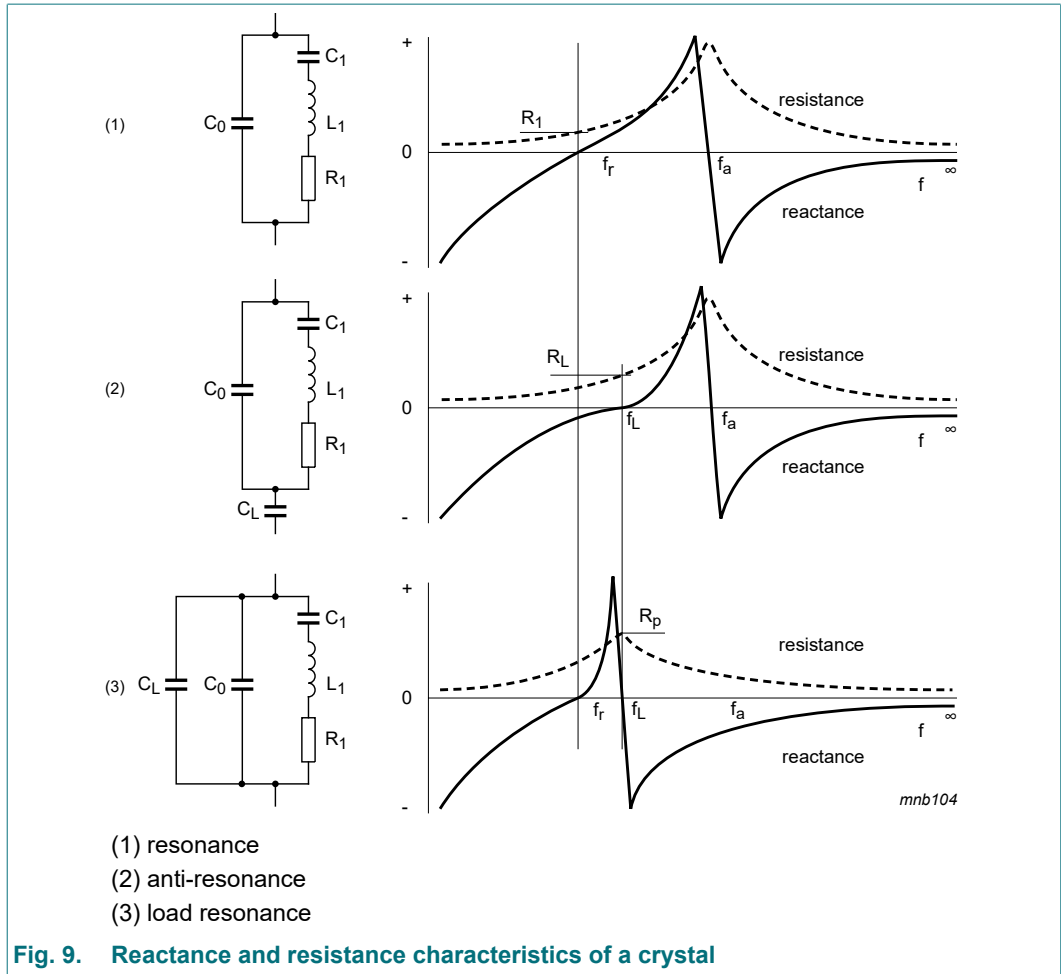 (1)
C0
C1
L1
R1
+
R1
resistance
0
fr
fa
f
∞
reactance
-
(2)
C0
C1
L1
R1
CL
+
RL
resistance
0
fL
fa
f
∞
reactance
-
(3)
CL
C0
C1
L1
R1
+
Rp
resistance
0
fr
fL
fa
f
∞
reactance
-
mnb104
(1) resonance
(2) anti-resonance
(3) load resonance
Fig. 9. Reactance and resistance characteristics of a crystal